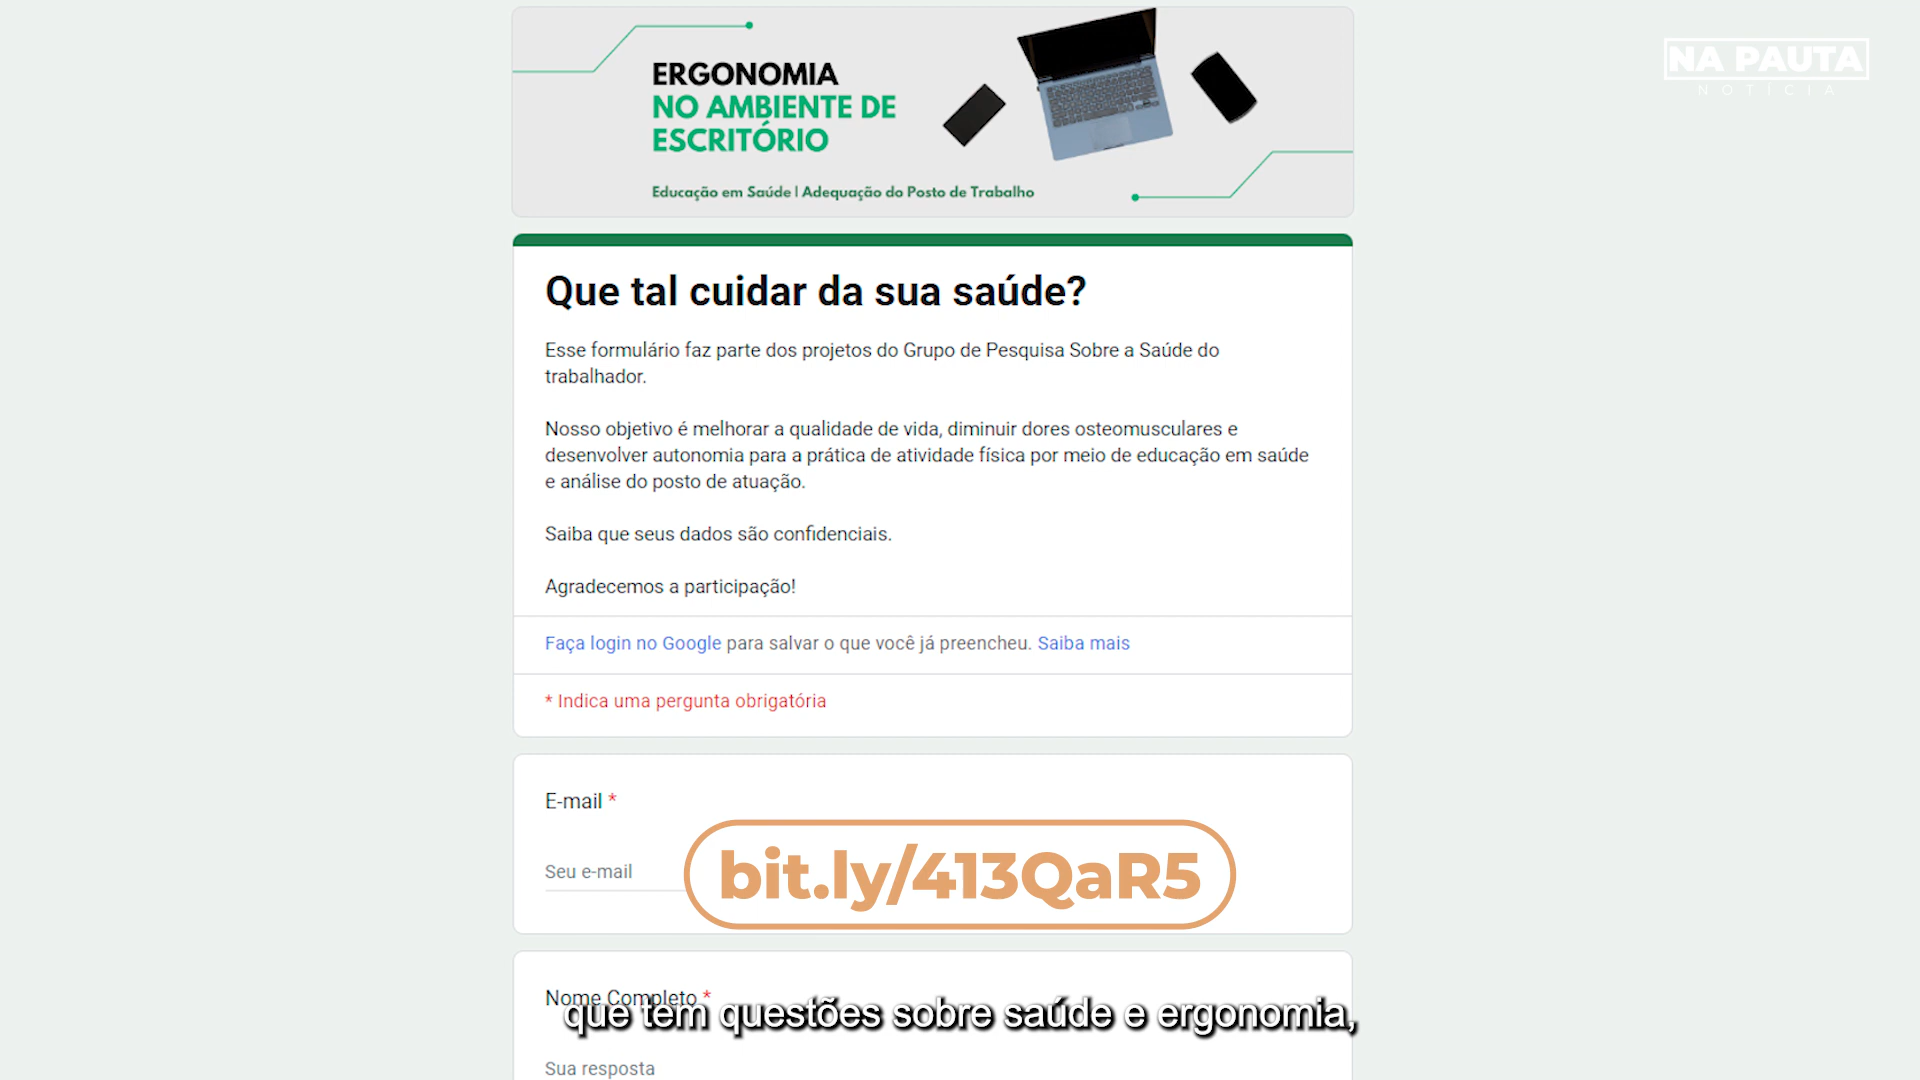 NA PAUTA
NOTÍCIA
ERGONOMIA
NO AMBIENTE DE
ESCRITÓRIO
Educação em Saúde | Adequação do Posto de Trabalho
Que tal cuidar da sua saúde?
Esse formulário faz parte dos projetos do Grupo de Pesquisa Sobre a Saúde do
trabalhador.
Nosso objetivo é melhorar a qualidade de vida, diminuir dores osteomusculares e
desenvolver autonomia para a prática de atividade física por meio de educação em saúde
e análise do posto de atuação.
Saiba que seus dados são confidenciais.
Agradecemos a participação!
Faça login no Google para salvar o que você já preencheu. Saiba mais
* Indica uma pergunta obrigatória
E-mail *
Seu e-mail
bit.ly/413QaR5
Nome Completo *
que tem questões sobre saúde e ergonomia,
Sua resposta